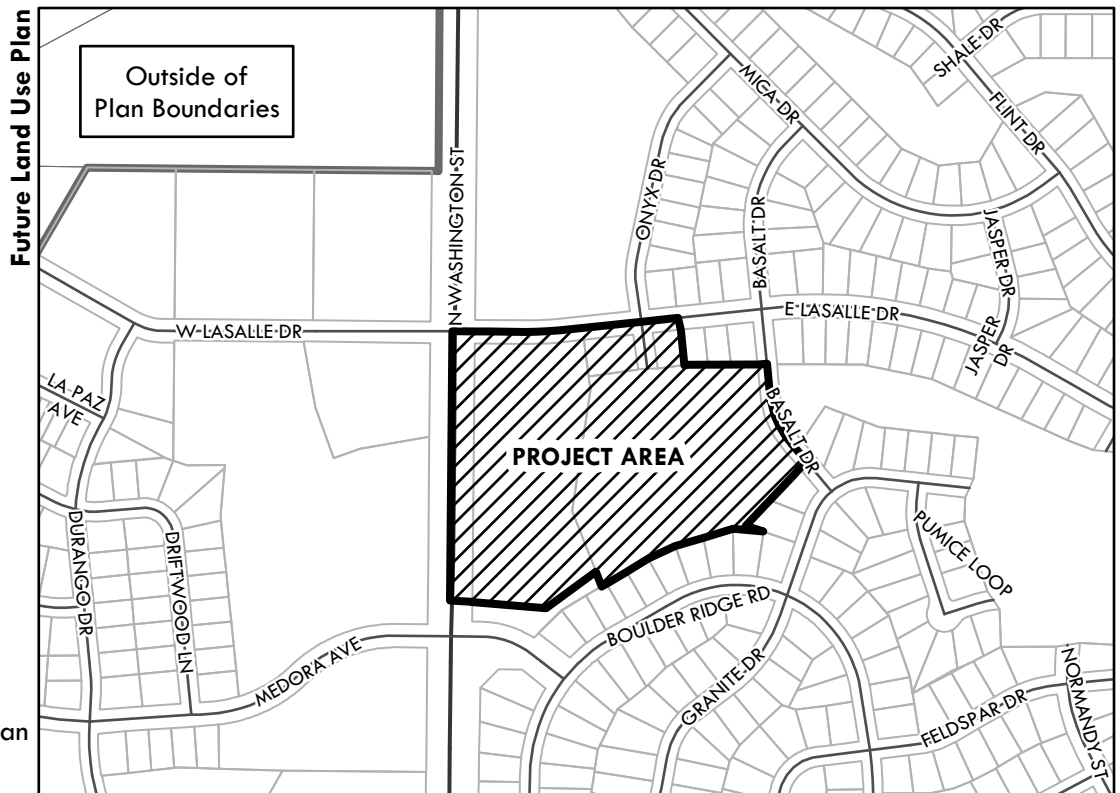 Future Land Use Plan
Outside of
Plan Boundaries
SHALE DR
MICA DR
FLINT DR
N WASHINGTON ST
ONYX DR
BASALT DR
JASPER DR
W LASALLE DR
E LASALLE DR
JASPER
DR
LA PAZ
AVE
BASALT DR
PROJECT AREA
DURANGO DR
DRIFTWOOD LN
PUMICE LOOP
BOULDER RIDGE RD
MEDORA AVE
GRANITE DR
NORMANDY ST
FELDSPAR DR
an